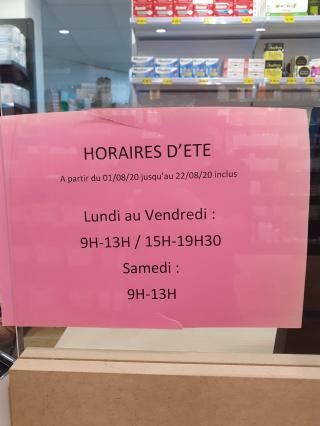 HORAIRES D'ETE
A partir du 01/08/20 jusqu'au 22/08/20 inclus
Lundi au Vendredi :
9H-13H / 15H-19H30
Samedi :
9H-13H